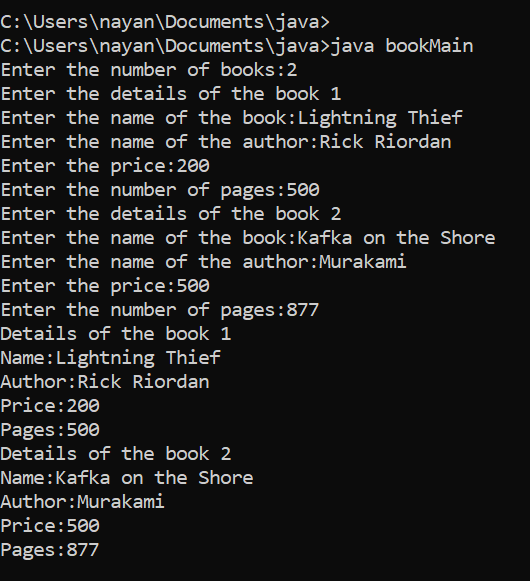 C:\Users\nayan\Documents\java>
C:\Users\nayan\Documents\java>java bookMain
Enter the number of books:2
Enter the details of the book 1
Enter the name of the book:Lightning Thief
Enter the name of the author:Rick Riordan
Enter the price:200
Enter the number of pages:500
Enter the details of the book 2
Enter the name of the book:Kafka on the Shore
Enter the name of the author:Murakami
Enter the price:500
Enter the number of pages:877
Details of the book 1
Name:Lightning Thief
Author:Rick Riordan
Price:200
Pages:500
Details of the book 2
Name:Kafka on the Shore
Author:Murakami
Price:500
Pages:877